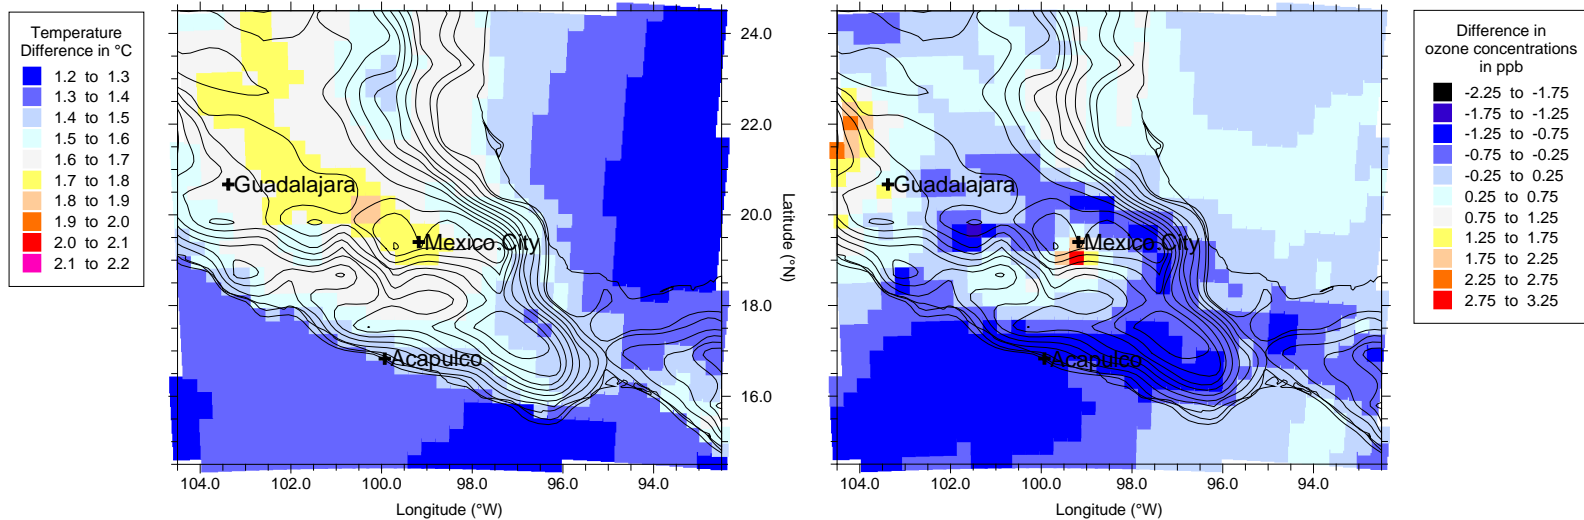 Temperature
Difference in °C
1.2 to 1.3
1.3 to 1.4
1.4 to 1.5
1.5 to 1.6
1.6 to 1.7
1.7 to 1.8
1.8 to 1.9
1.9 to 2.0
2.0 to 2.1
2.1 to 2.2
Guadalajara
Mexico City
Acapulco
24.0
22.0
20.0
18.0
16.0
Latitude (°N)
104.0 102.0 100.0 98.0 96.0 94.0
Longitude (°W)
Guadalajara
Mexico City
Acapulco
104.0 102.0 100.0 98.0 96.0 94.0
Longitude (°W)
Difference in
ozone concentrations
in ppb
-2.25 to -1.75
-1.75 to -1.25
-1.25 to -0.75
-0.75 to -0.25
-0.25 to 0.25
0.25 to 0.75
0.75 to 1.25
1.25 to 1.75
1.75 to 2.25
2.25 to 2.75
2.75 to 3.25